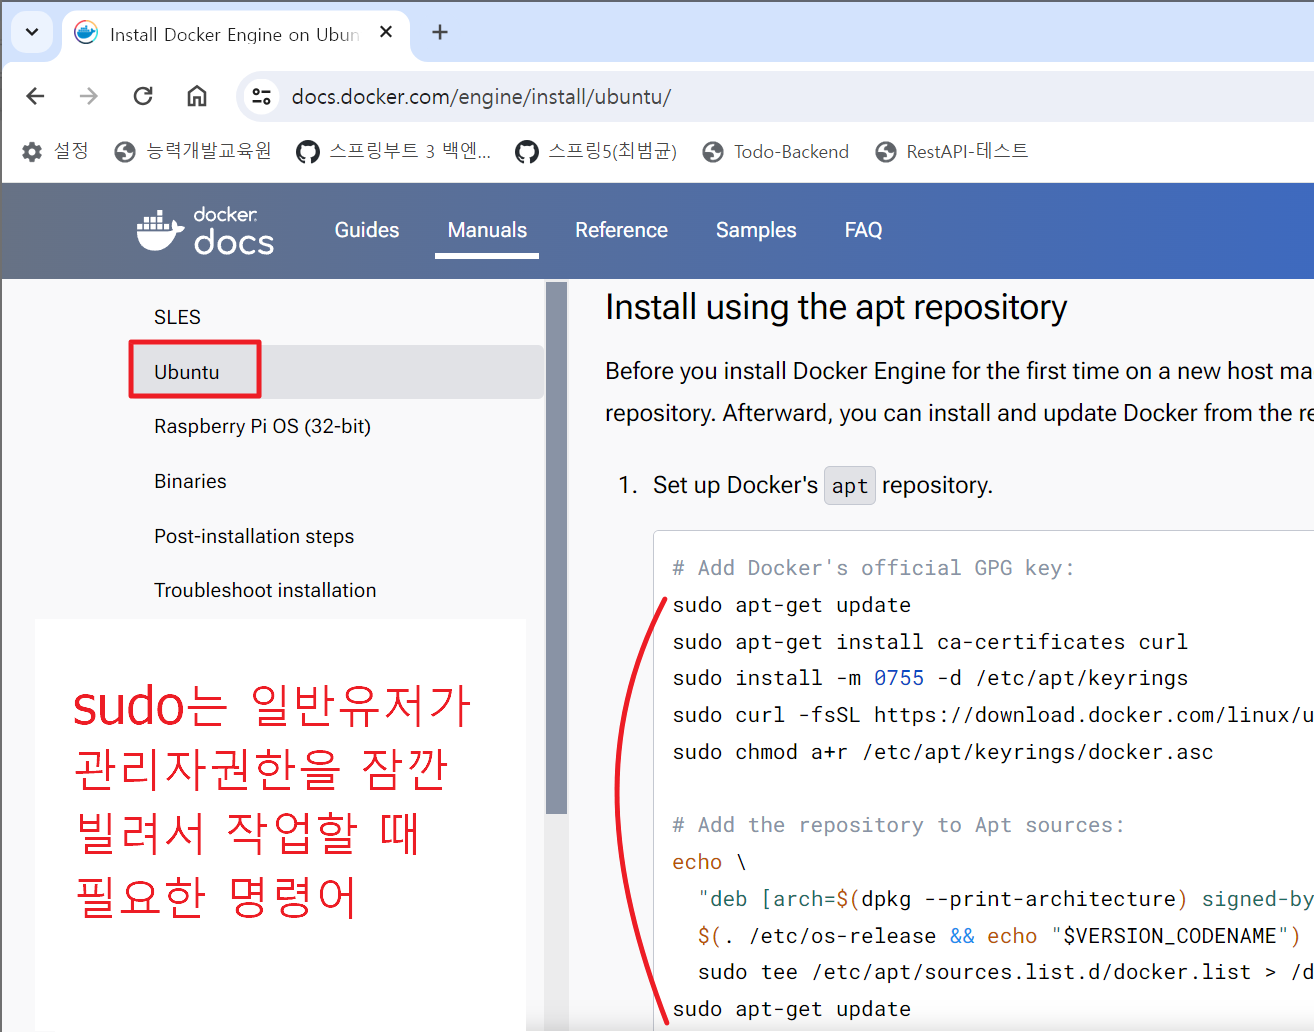 Install Docker Engine on Ubun
docs.docker.com/engine/install/ubuntu/
설정
능력개발교육원
스프링부트 3 백엔...
스프링5(최범균)
Todo-Backend
RestAPI-테스트
docker
docs
Guides
Manuals
Reference
Samples
FAQ
SLES
Ubuntu
Raspberry Pi OS (32-bit)
Binaries
Post-installation steps
Troubleshoot installation
sudo는 일반유저가
관리자권한을 잠깐
빌려서 작업할 때
필요한 명령어
Install using the apt repository
Before you install Docker Engine for the first time on a new host ma
repository. Afterward, you can install and update Docker from the re
1. Set up Docker's apt repository.
# Add Docker's official GPG key:
sudo apt-get update
sudo apt-get install ca-certificates curl
sudo install -m 0755 -d /etc/apt/keyrings
sudo curl -fsSL https://download.docker.com/linux/u
sudo chmod a+r /etc/apt/keyrings/docker.asc
# Add the repository to Apt sources:
echo \
"deb [arch=$(dpkg --print-architecture) signed-by
$(. /etc/os-release && echo "$VERSION_CODENAME")
sudo tee /etc/apt/sources.list.d/docker.list > /d
sudo apt-get update